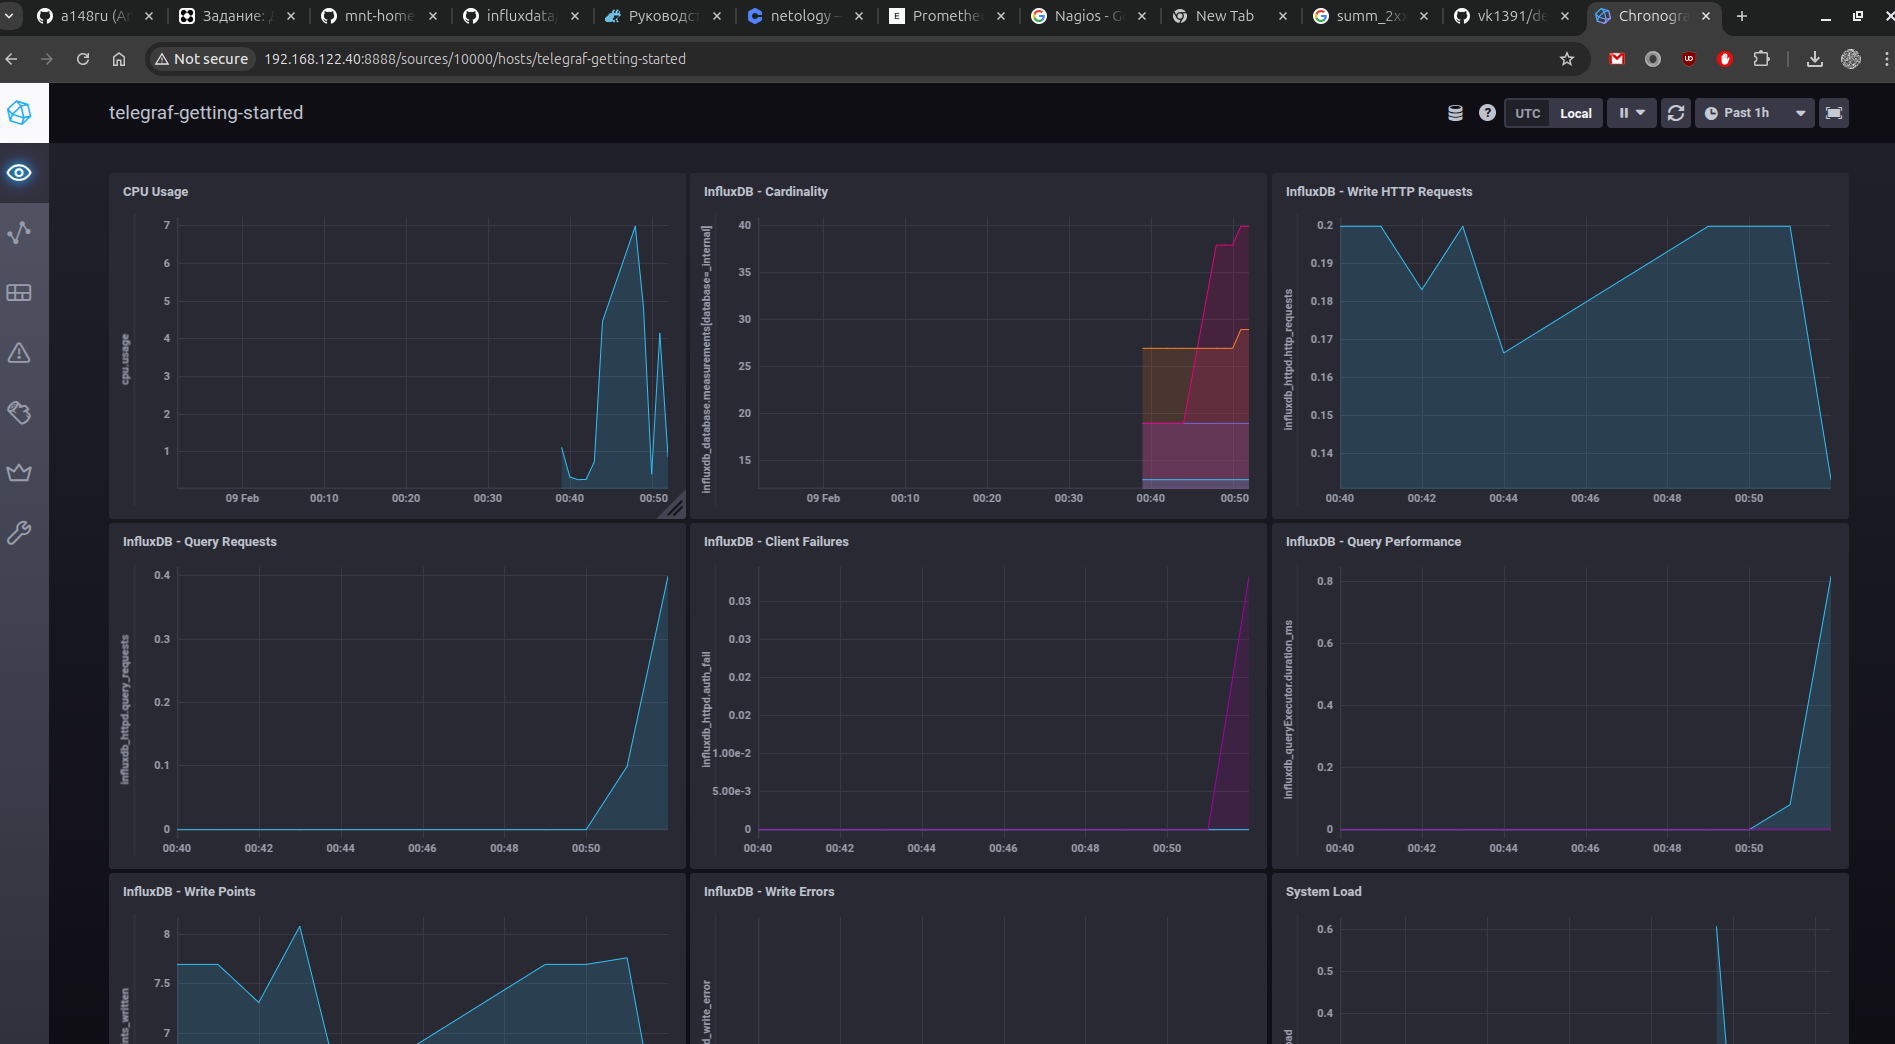 a148ru (Ar
Задание:
mnt-home
influxdata
Руководст
netology –
Promethe
Nagios - G
New Tab
summ_2x
vk1391/de
Chronogra
Not secure
192.168.122.40:8888/sources/10000/hosts/telegraf-getting-started
telegraf-getting-started
UTC
Local
Past 1h
CPU Usage
cpu.usage
7
6
5
4
3
2
1
09 Feb
00:10
00:20
00:30
00:40
00:50
InfluxDB - Cardinality
influxdb_database.measurements[database=_internal]
40
35
30
25
20
15
09 Feb
00:10
00:20
00:30
00:40
00:50
InfluxDB - Write HTTP Requests
influxdb_httpd.http_requests
0.2
0.19
0.18
0.17
0.16
0.15
0.14
00:40
00:42
00:44
00:46
00:48
00:50
InfluxDB - Query Requests
influxdb_httpd.query_requests
0.4
0.3
0.2
0.1
0
00:40
00:42
00:44
00:46
00:48
00:50
InfluxDB - Client Failures
influxdb_httpd.auth_fail
0.03
0.03
0.02
0.02
1.00e-2
5.00e-3
0
00:40
00:42
00:44
00:46
00:48
00:50
InfluxDB - Query Performance
influxdb_queryExecutor.duration_ms
0.8
0.6
0.4
0.2
0
00:40
00:42
00:44
00:46
00:48
00:50
InfluxDB - Write Points
nts_written
8
7.5
7
InfluxDB - Write Errors
d_write_error
System Load
oad
0.6
0.5
0.4